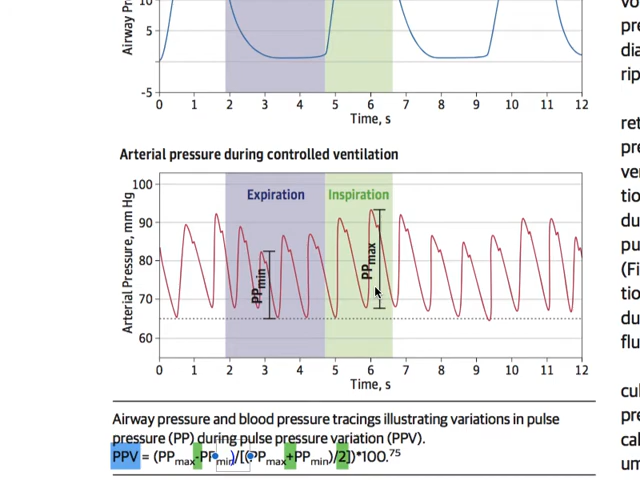 Airway Pr
10
5
-5
0 1 2 3 4 5 6 7 8 9 10 11 12
Time, s
Arterial pressure during controlled ventilation
Arterial Pressure, mm Hg
100
90
80
70
60
Expiration Inspiration
PPmin
PPmax
0 1 2 3 4 5 6 7 8 9 10 11 12
Time, s
Airway pressure and blood pressure tracings illustrating variations in pulse
pressure (PP) during pulse pressure variation (PPV).
PPV = (PPmax-PPmin)/[(PPmax+PPmin)/2])*100.75
pre
dia
rip
ret
pre
ver
tio
du
pu
(Fi
tio
du
flu
cul
pre
cal
um